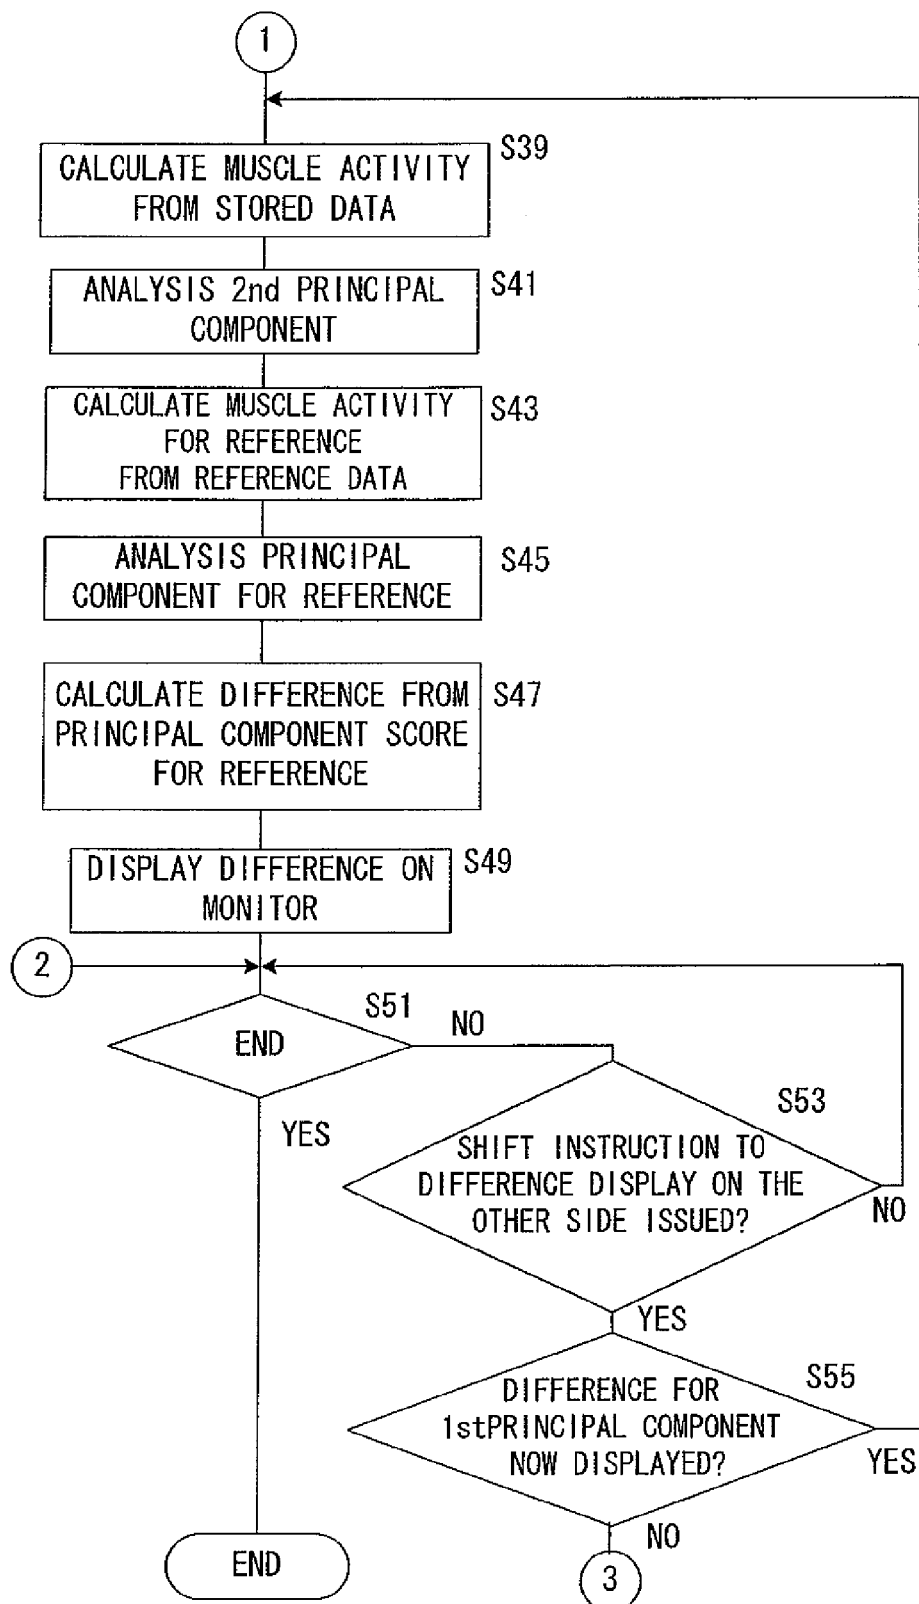 1
S39
CALCULATE MUSCLE ACTIVITY
FROM STORED DATA
S41
ANALYSIS 2nd PRINCIPAL
COMPONENT
S43
CALCULATE MUSCLE ACTIVITY
FOR REFERENCE
FROM REFERENCE DATA
S45
ANALYSIS PRINCIPAL
COMPONENT FOR REFERENCE
S47
CALCULATE DIFFERENCE FROM
PRINCIPAL COMPONENT SCORE
FOR REFERENCE
S49
DISPLAY DIFFERENCE ON
MONITOR
2
S51
END
NO
YES
S53
SHIFT INSTRUCTION TO
DIFFERENCE DISPLAY ON THE
OTHER SIDE ISSUED?
NO
YES
S55
DIFFERENCE FOR
1stPRINCIPAL COMPONENT
NOW DISPLAYED?
YES
NO
END
3